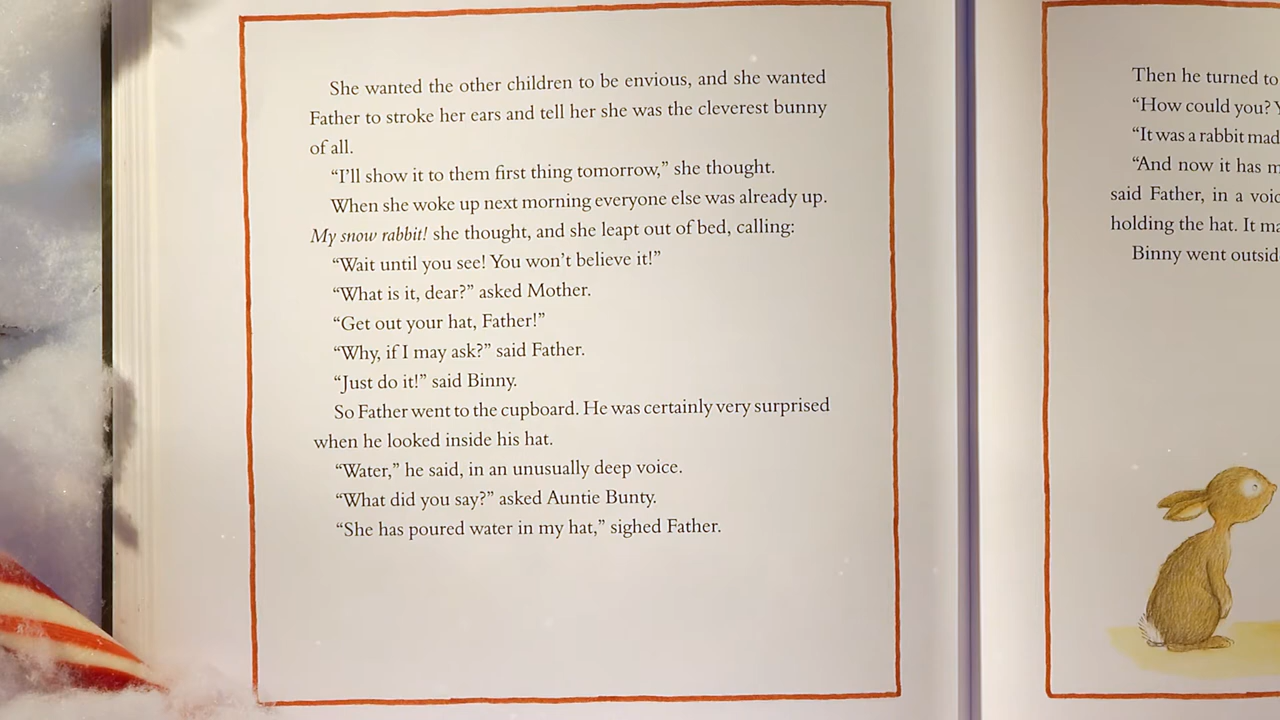 She wanted the other children to be envious, and she wanted
Father to stroke her ears and tell her she was the cleverest bunny
of all.
“I’ll show it to them first thing tomorrow,” she thought.
When she woke up next morning everyone else was already up.
My snow rabbit! she thought, and she leapt out of bed, calling:
“Wait until you see! You won’t believe it!”
“What is it, dear?” asked Mother.
“Get out your hat, Father!”
“Why, if I may ask?” said Father.
“Just do it!” said Binny.
So Father went to the cupboard. He was certainly very surprised
when he looked inside his hat.
“Water,” he said, in an unusually deep voice.
“What did you say?” asked Auntie Bunty.
“She has poured water in my hat,” sighed Father.
Then he turned to
“How could you?
“It was a rabbit
“And now it has
said Father, in a
holding the hat. It
Binny went